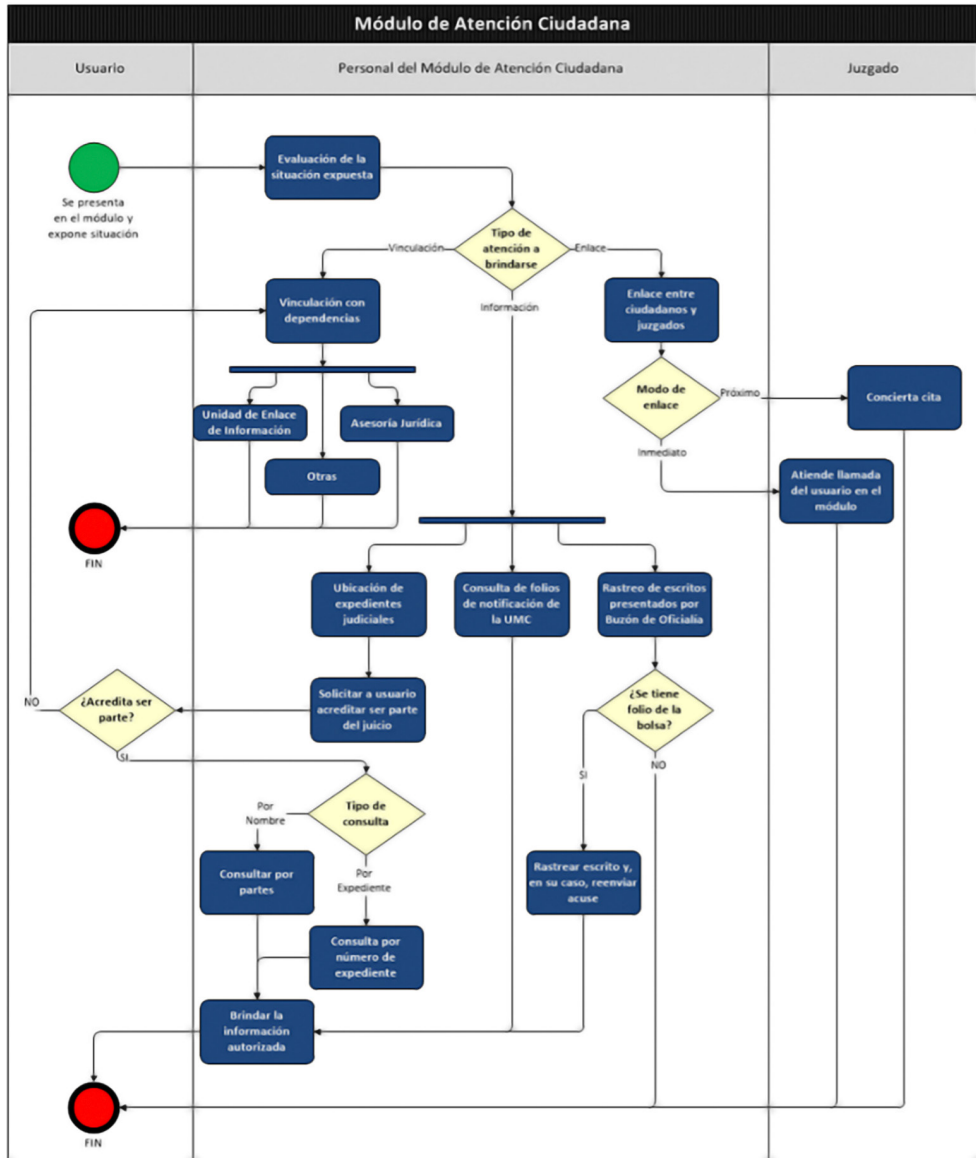 Módulo de Atención Ciudadana
Usuario
Personal del Módulo de Atención Ciudadana
Juzgado
Se presenta
en el módulo y
expone situación
Evaluación de la
situación expuesta
Tipo de
atención a
brindarse
Vinculación
Enlace
Información
Vinculación con
dependencias
Enlace entre
ciudadanos y
juzgados
Unidad de Enlace
de Información
Asesoría Jurídica
Otras
Modo de
enlace
Próximo
Inmediato
Concierta cita
Atiende llamada
del usuario en el
módulo
FIN
Ubicación de
expedientes
judiciales
Consulta de folios
de notificación de
la UMC
Rastreo de escritos
presentados por
Buzón de Oficialía
Solicitar a usuario
acreditar ser parte
del juicio
¿Acredita ser
parte?
NO
SI
¿Se tiene
folio de la
bolsa?
SI
NO
Tipo de
consulta
Por
Nombre
Por
Expediente
Consultar por
partes
Consulta por
número de
expediente
Rastrear escrito y,
en su caso, reenviar
acuse
Brindar la
información
autorizada
FIN